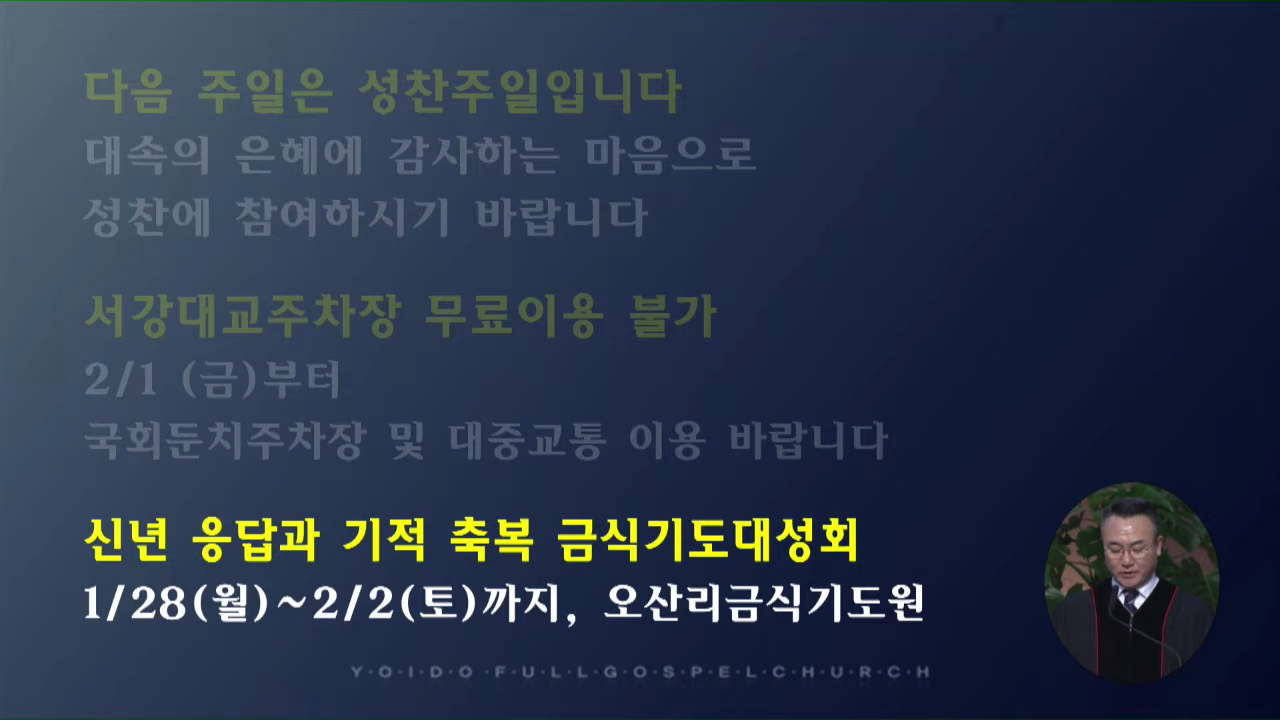 다음 주일은 성찬주일입니다
대속의 은혜에 감사하는 마음으로
성찬에 참여하시기 바랍니다
서강대교주차장 무료이용 불가
2/1 (금)부터
국회둔치주차장 및 대중교통 이용 바랍니다
신년 응답과 기적 축복 금식기도대성회
1/28(월)~2/2(토)까지, 오산리금식기도원
Y·O·I·D·O ·F·U·L·L·G·O·S·P·E·L·C·H·U·R·C·H